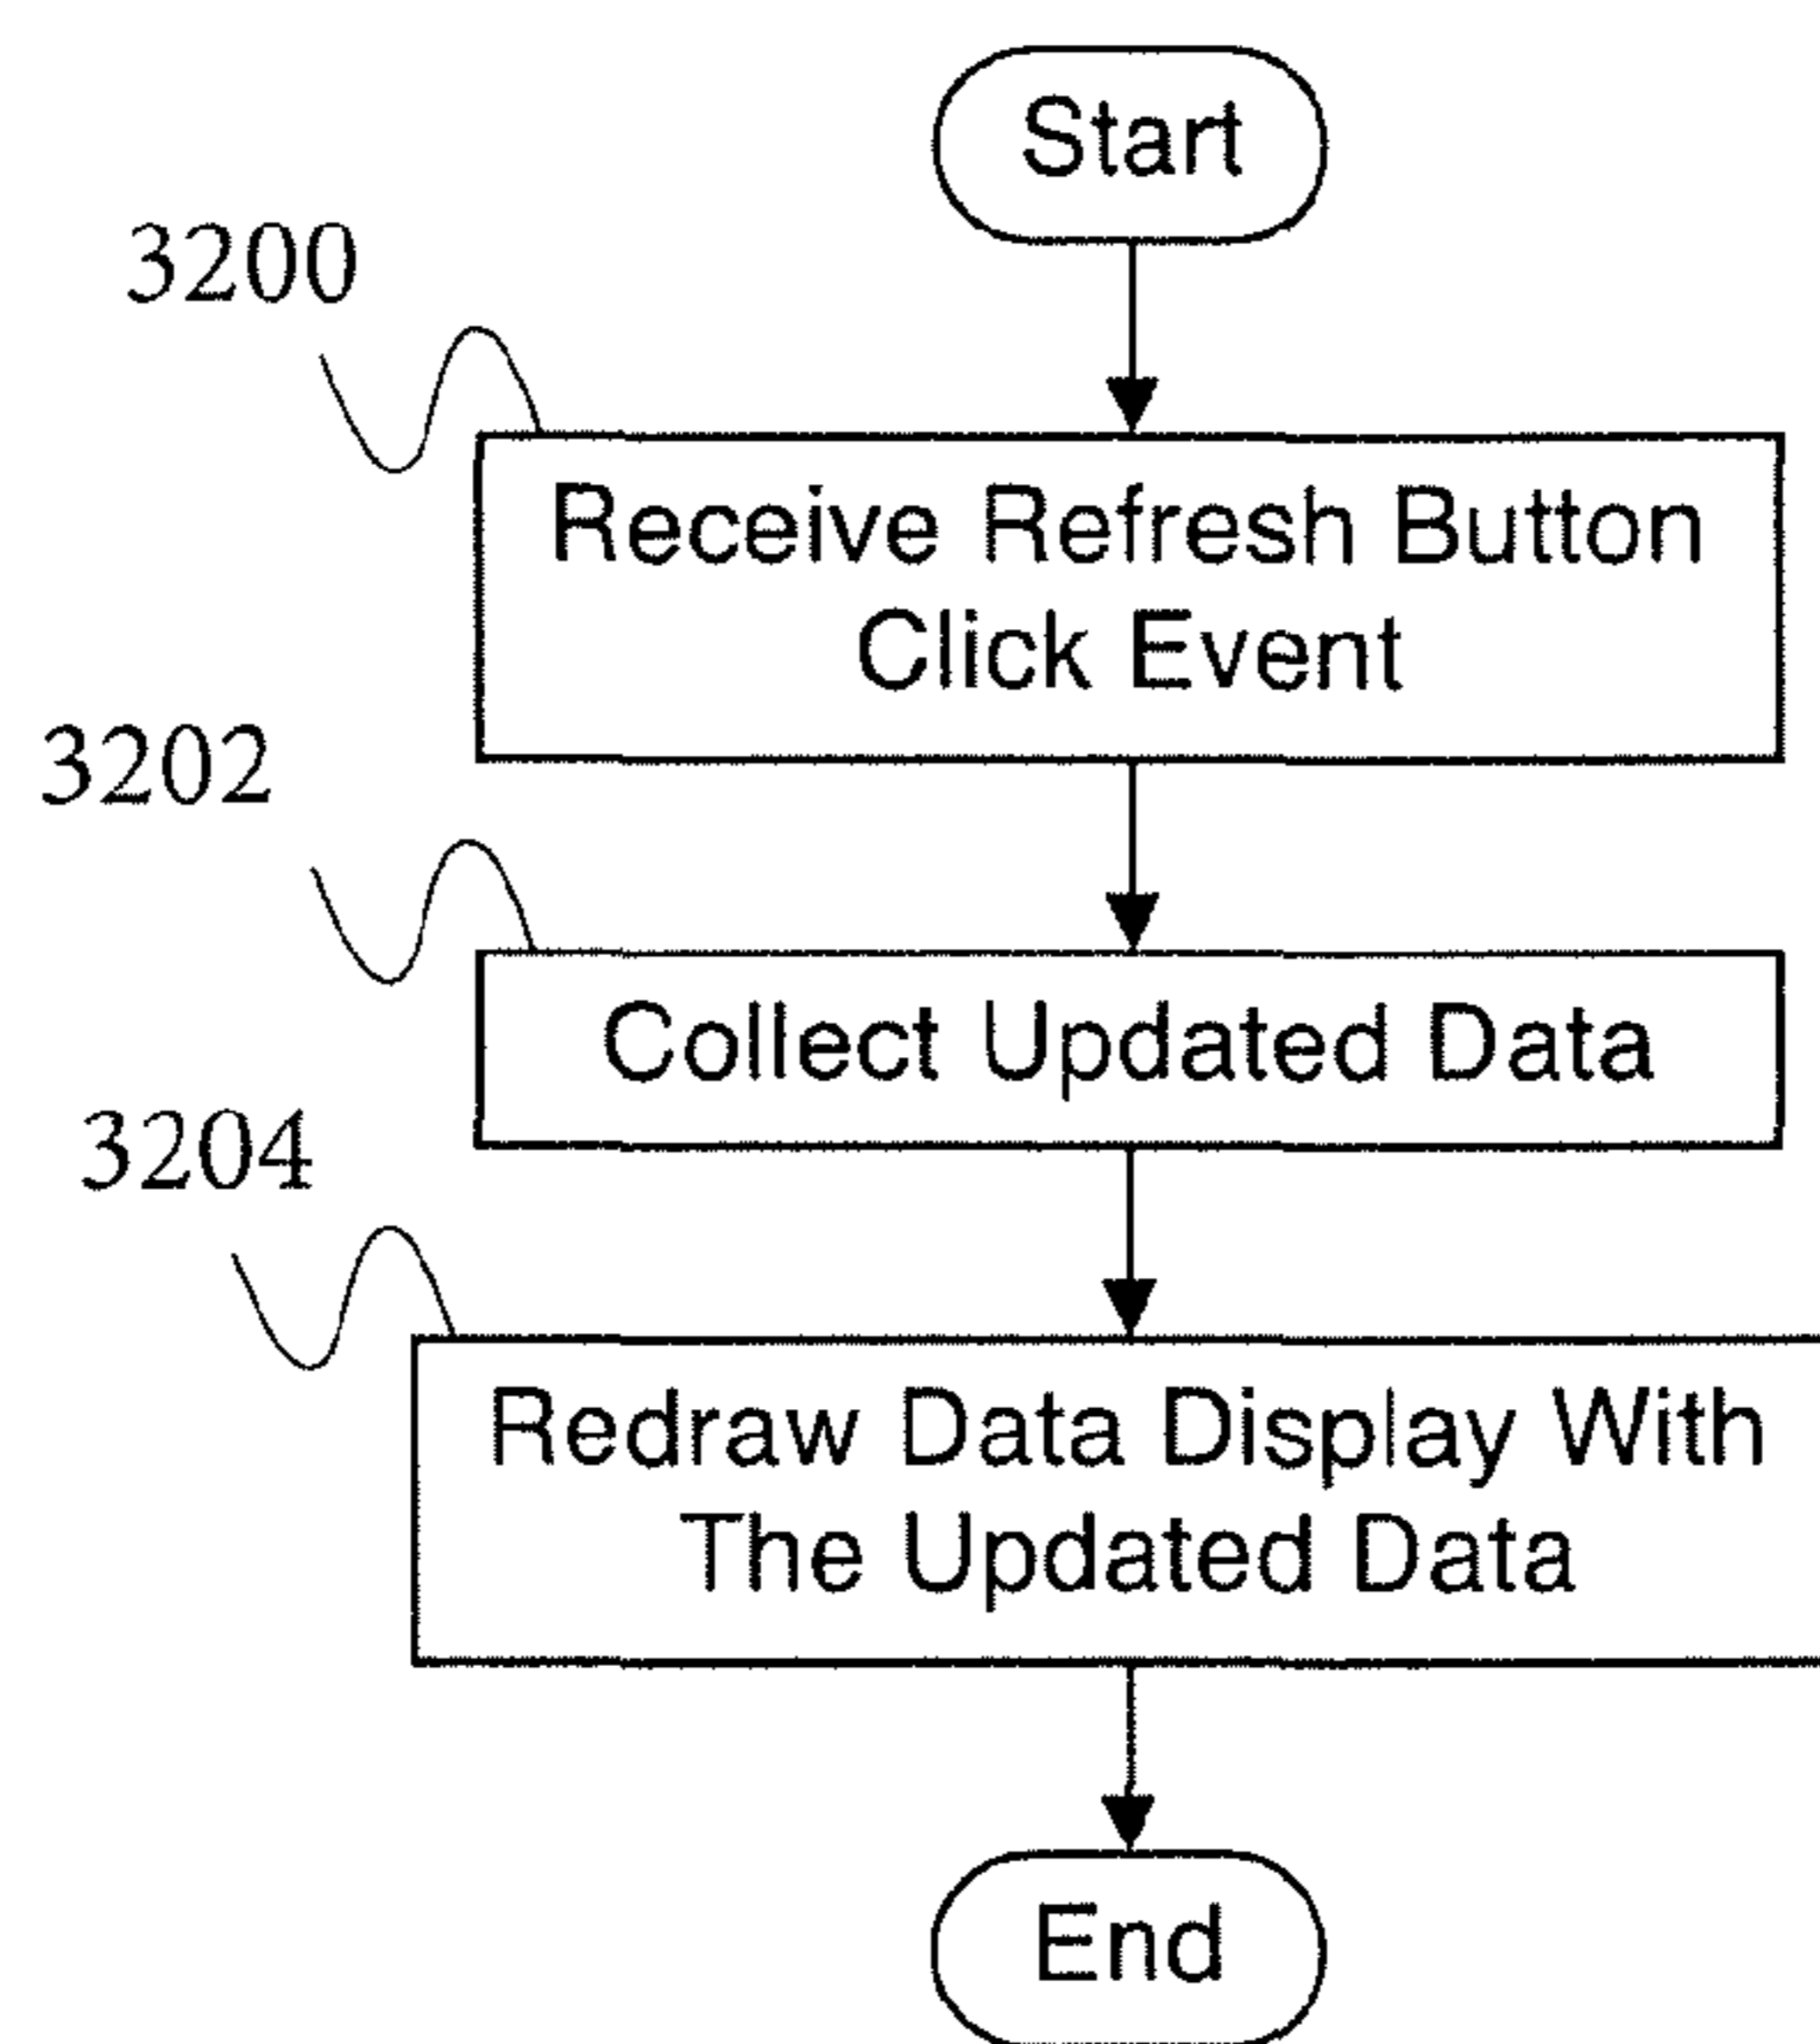 Start
3200
Receive Refresh Button
Click Event
3202
Collect Updated Data
3204
Redraw Data Display With
The Updated Data
End